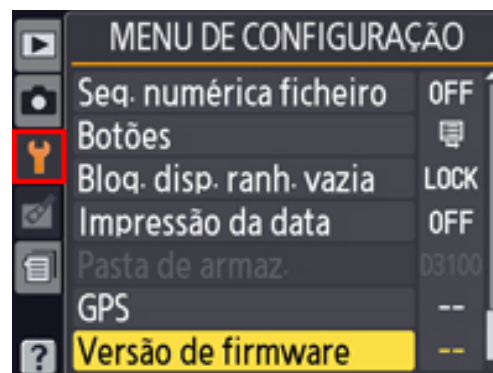 MENU DE CONFIGURAÇÃO
Seq. numérica ficheiro OFF
Botões
Bloq. disp. ranh. vazia LOCK
Impressão da data OFF
Pasta de armaz. D3100
GPS --
Versão de firmware --
?